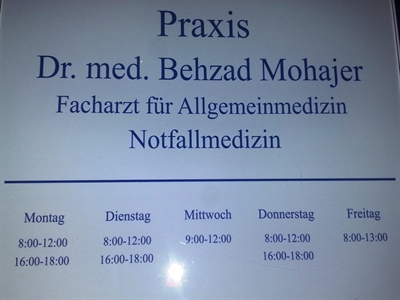 Praxis
Dr. med. Behzad Mohajer
Facharzt für Allgemeinmedizin
Notfallmedizin
Montag Dienstag Mittwoch Donnerstag Freitag
8:00-12:00 8:00-12:00 9:00-12:00 8:00-12:00 8:00-13:00
16:00-18:00 16:00-18:00 16:00-18:00